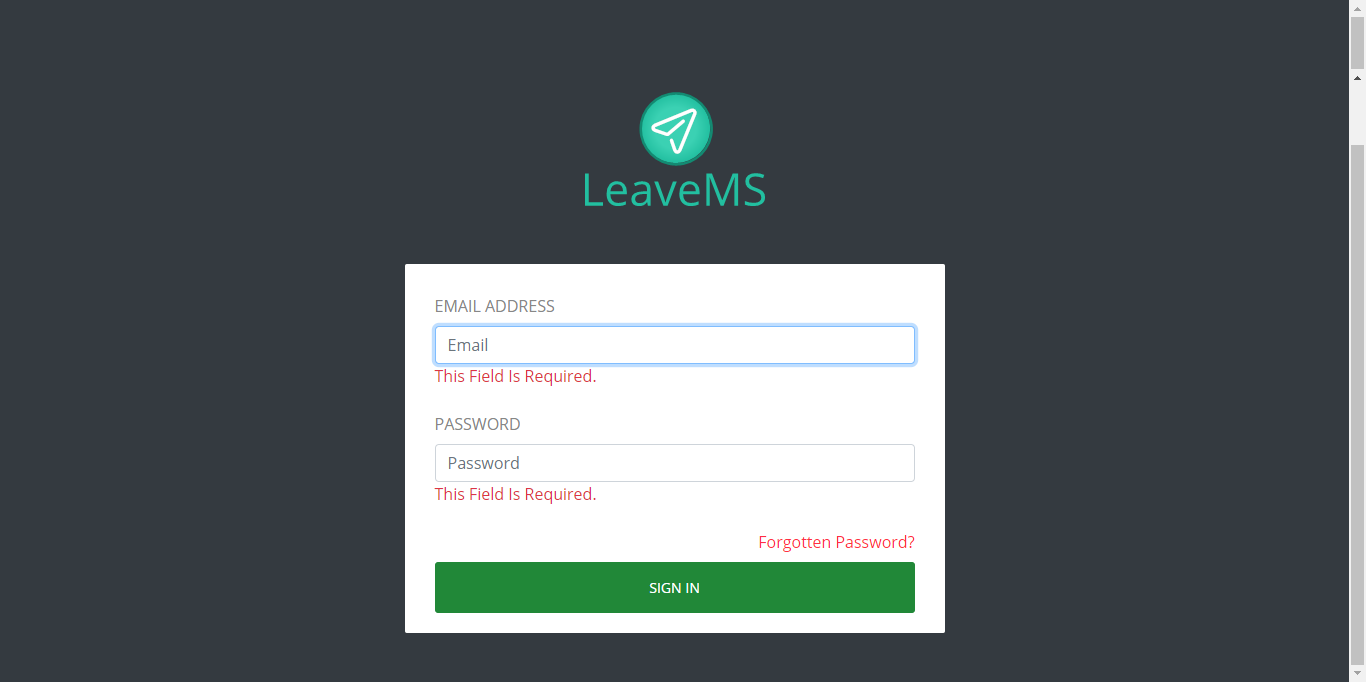 LeaveMS
EMAIL ADDRESS
Email
This Field Is Required.
PASSWORD
Password
This Field Is Required.
Forgotten Password?
SIGN IN